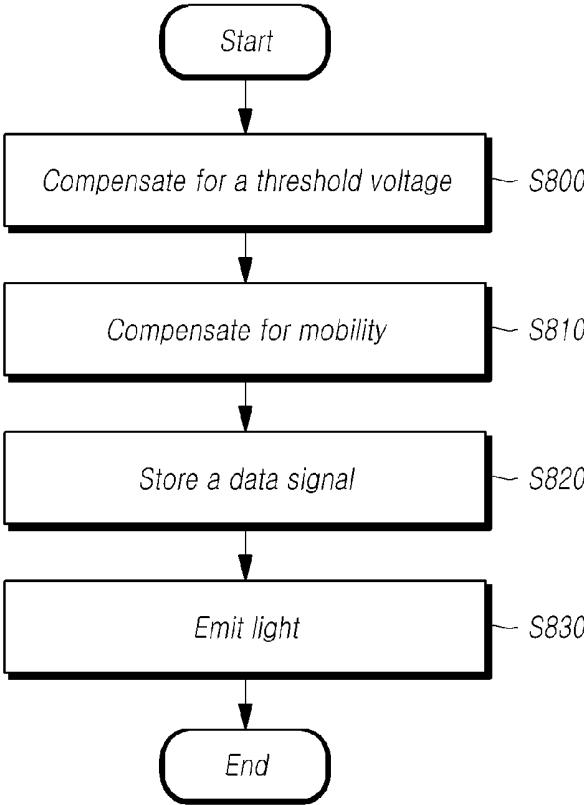 Start
Compensate for a threshold voltage
S800
Compensate for mobility
S810
Store a data signal
S820
Emit light
S830
End